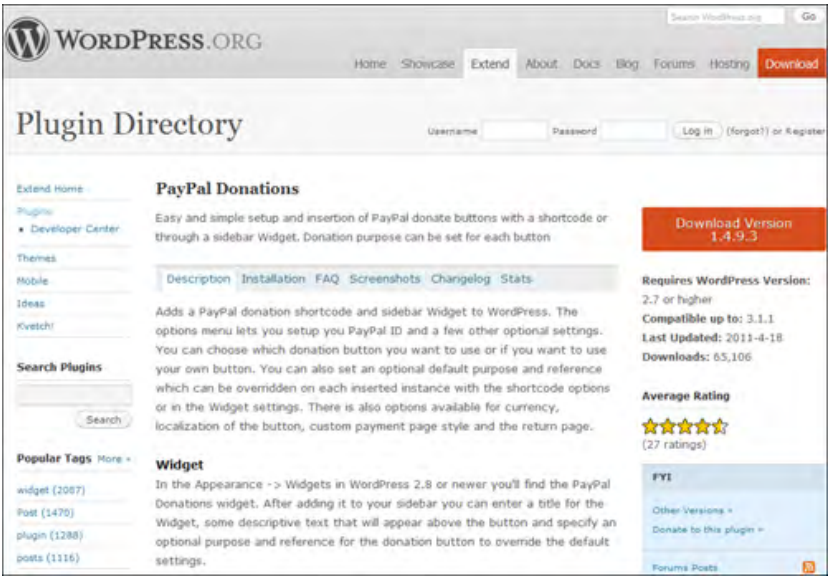 Search WordPress.org Go
WORDPRESS.ORG
Home Showcase Extend About Docs Blog Forums Hosting Download
Plugin Directory
Username Password Log in (forgot?) or Register
Extend Home
Plugins
Developer Center
Themes
Mobile
Ideas
Kvetch!
Search Plugins
Search
Popular Tags More »
widget (2087)
Post (1470)
plugin (1288)
posts (1116)
PayPal Donations
Easy and simple setup and insertion of PayPal donate buttons with a shortcode or
through a sidebar Widget. Donation purpose can be set for each button
Description Installation FAQ Screenshots Changelog Stats
Adds a PayPal donation shortcode and sidebar Widget to WordPress. The
options menu lets you setup you PayPal ID and a few other optional settings.
You can choose which donation button you want to use or if you want to use
your own button. You can also set an optional default purpose and reference
which can be overridden on each inserted instance with the shortcode options
or in the Widget settings. There is also options available for currency,
localization of the button, custom payment page style and the return page.
Widget
In the Appearance -> Widgets in WordPress 2.8 or newer you'll find the PayPal
Donations widget. After adding it to your sidebar you can enter a title for the
Widget, some descriptive text that will appear above the button and specify an
optional purpose and reference for the donation button to override the default
settings.
Download Version
1.4.9.3
Requires WordPress Version:
2.7 or higher
Compatible up to: 3.1.1
Last Updated: 2011-4-18
Downloads: 65,106
Average Rating
(27 ratings)
FYI
Other Versions »
Donate to this plugin »
Forums Posts